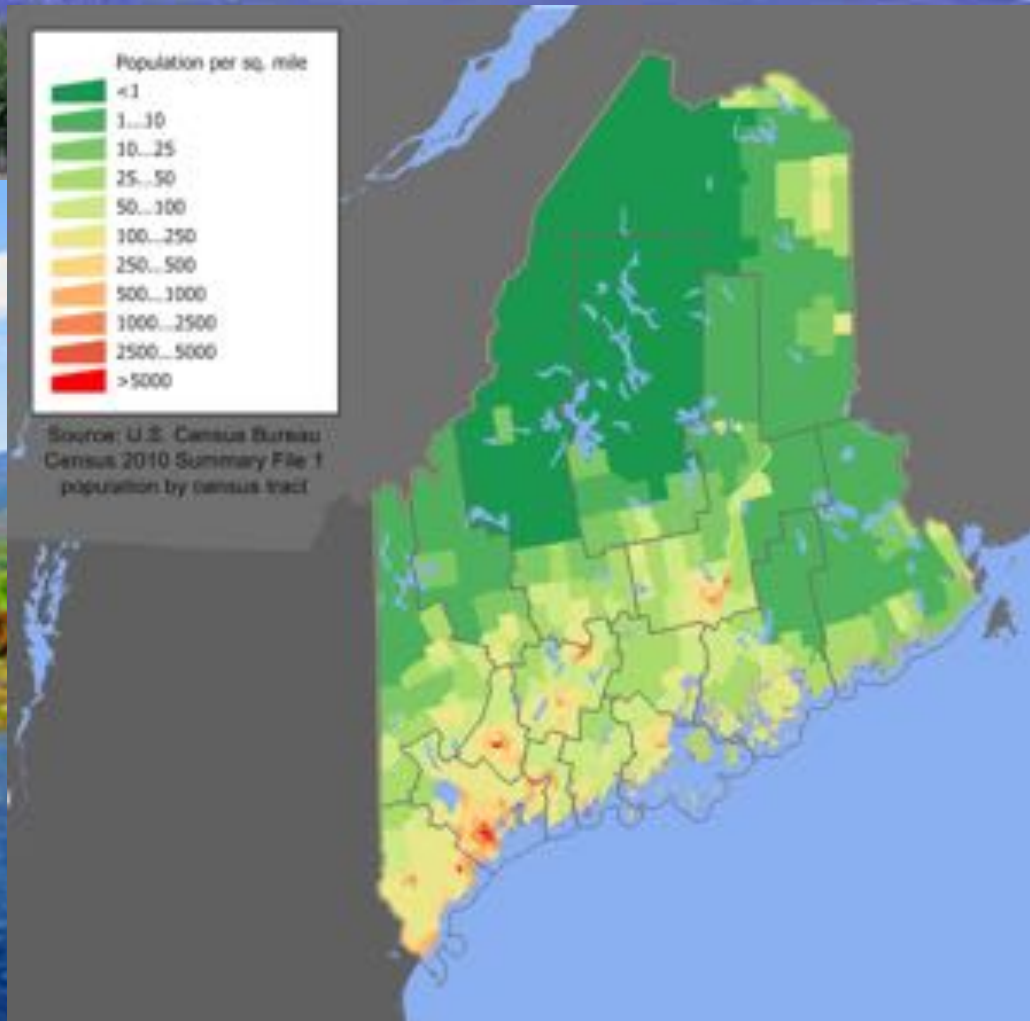 Population per sq. mile
<1
1...10
10...25
25...50
50...100
100...250
250...500
500...1000
1000...2500
2500...5000
>5000
Source: U.S. Census Bureau
Census 2010 Summary File 1
population by census tract